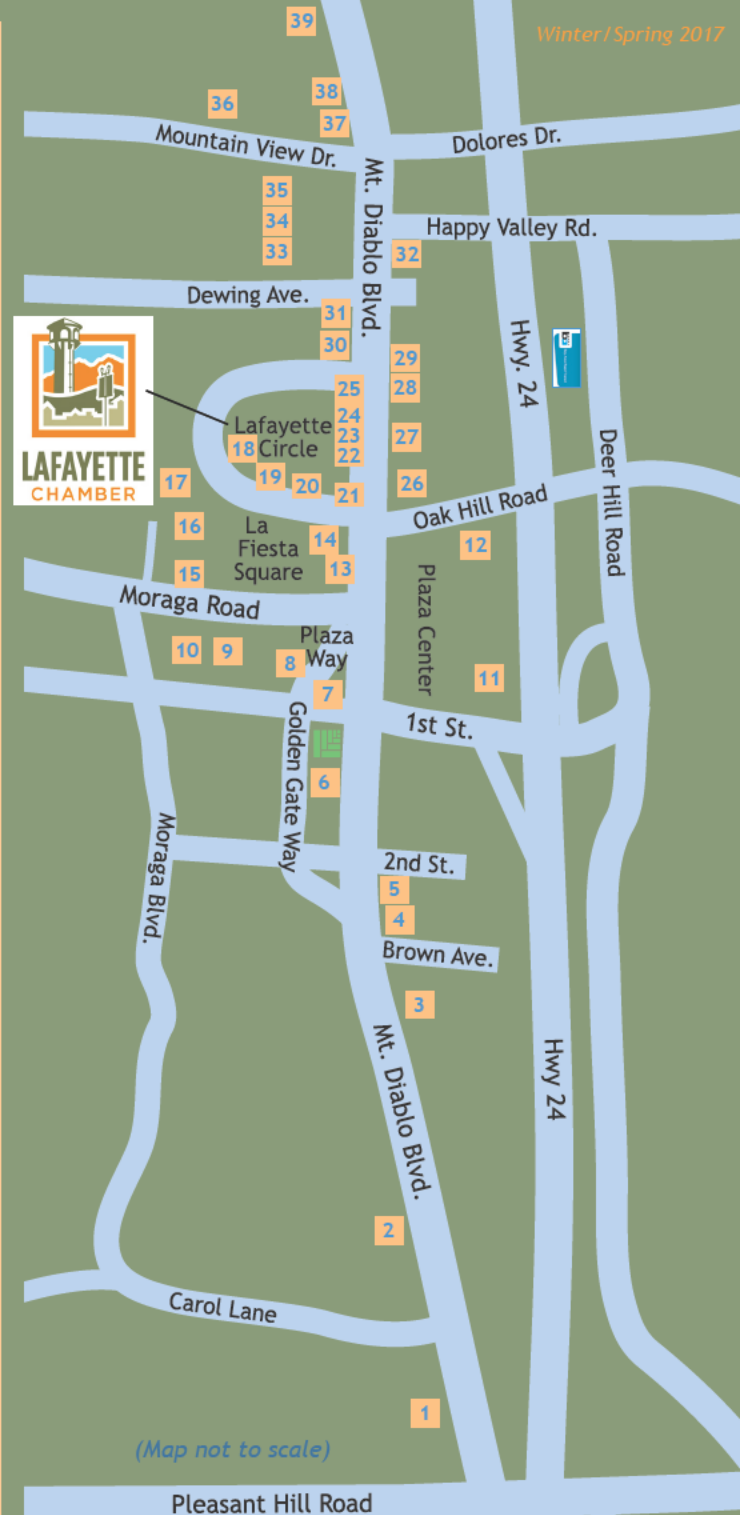 39
Winter/Spring 2017
38
36
37
Mountain View Dr.
Dolores Dr.
35
34
33
Mt. Diablo Blvd.
Happy Valley Rd.
32
Dewing Ave.
31
30
29
28
Hwy. 24
25
24
23
22
27
Lafayette
Circle
18
LAFAYETTE
CHAMBER
17
19
20
21
26
Oak Hill Road
Deer Hill Road
16
La
Fiesta
Square
14
13
12
15
Moraga Road
Plaza Center
Plaza
Way
10
9
8
11
7
1st St.
Golden Gate Way
6
Moraga Blvd.
2nd St.
5
4
Brown Ave.
3
Mt. Diablo Blvd.
Hwy 24
2
Carol Lane
1
(Map not to scale)
Pleasant Hill Road